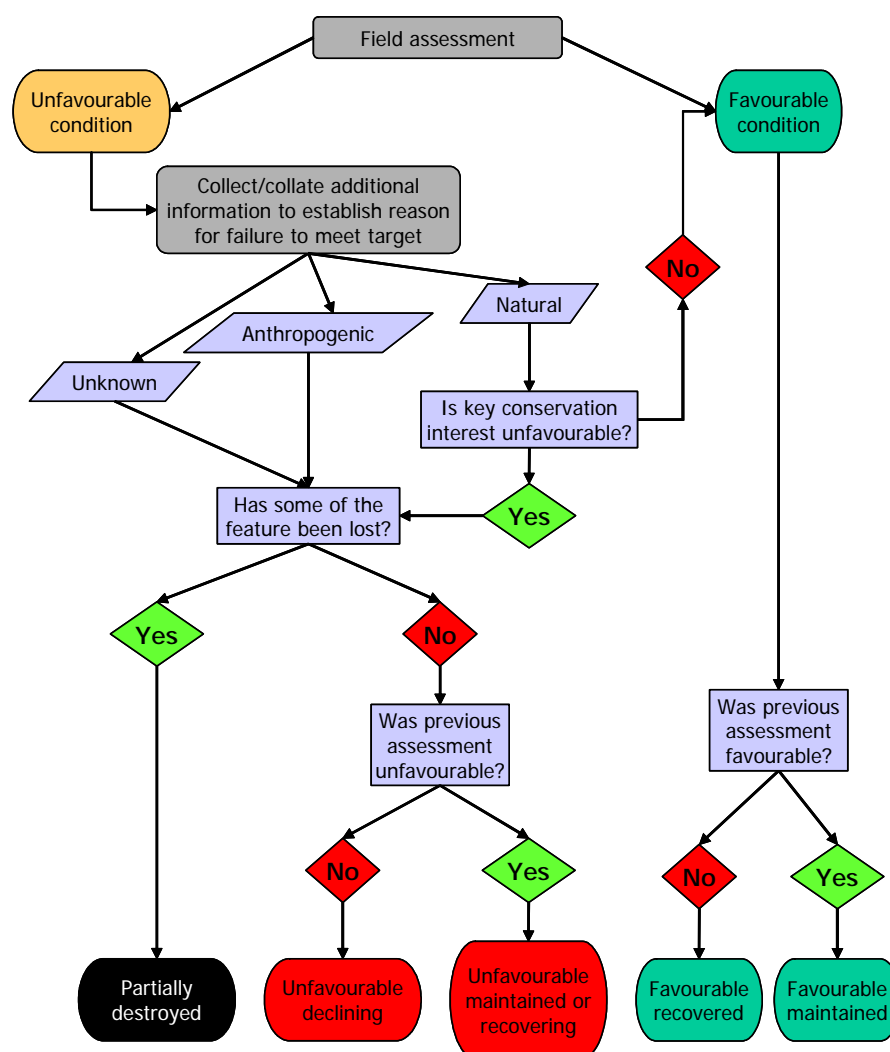 Field assessment
Unfavourable
condition
Favourable
condition
Collect/collate additional
information to establish reason
for failure to meet target
No
Natural
Anthropogenic
Unknown
Is key conservation
interest unfavourable?
Has some of the
feature been lost?
Yes
Yes
No
Was previous
assessment
unfavourable?
Was previous
assessment
favourable?
No
Yes
No
Yes
Partially
destroyed
Unfavourable
declining
Unfavourable
maintained or
recovering
Favourable
recovered
Favourable
maintained